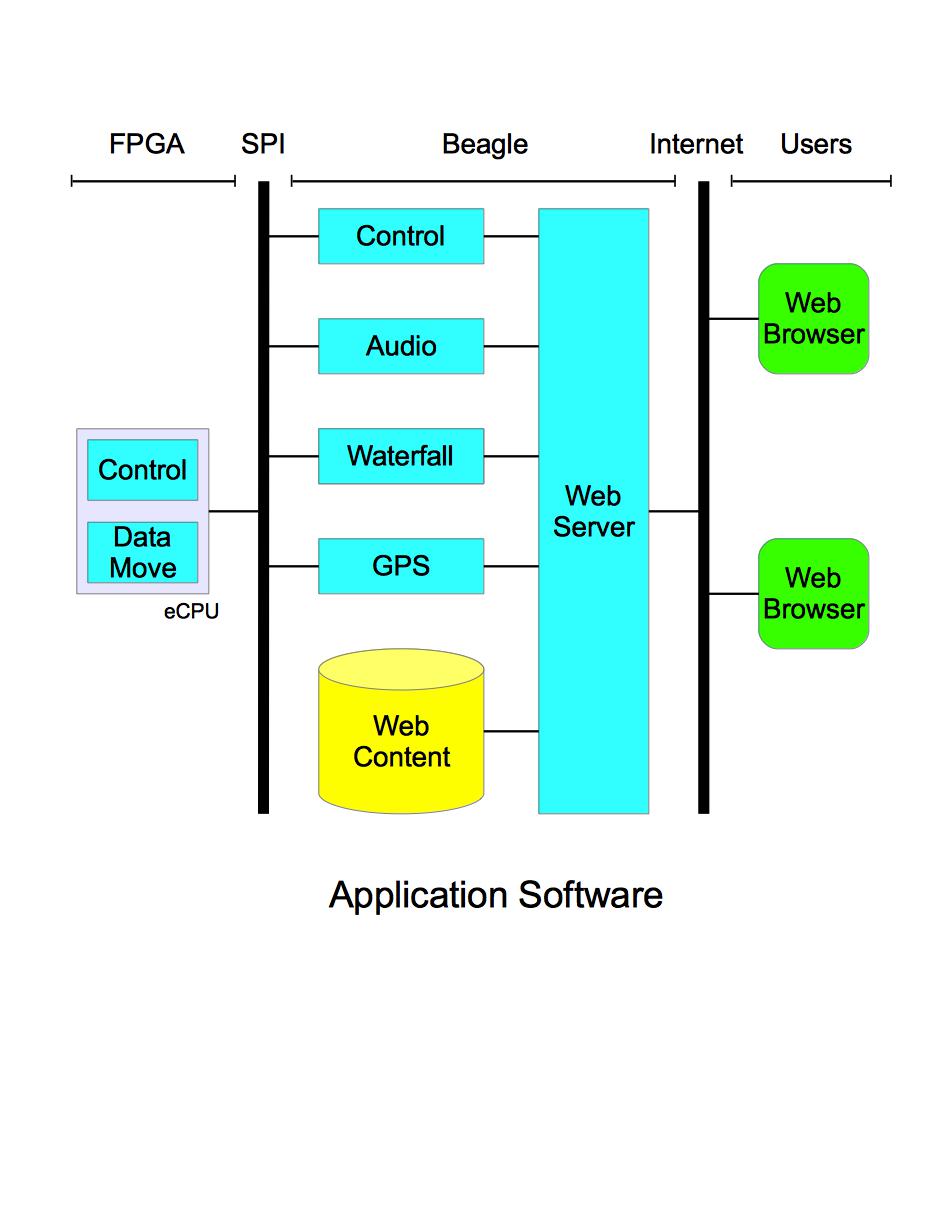 FPGA SPI Beagle Internet Users
Control
Audio
Waterfall
GPS
Web
Content
Control
Data
Move
eCPU
Web
Server
Web
Browser
Web
Browser
Application Software